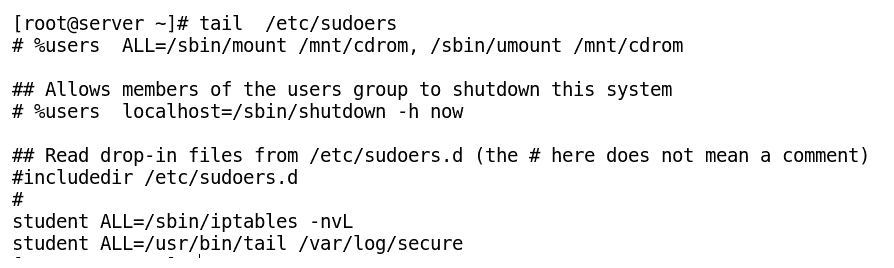 [root@server ~]# tail  /etc/sudoers
# %users  ALL=/sbin/mount /mnt/cdrom, /sbin/umount /mnt/cdrom

## Allows members of the users group to shutdown this system
# %users  localhost=/sbin/shutdown -h now

## Read drop-in files from /etc/sudoers.d (the # here does not mean a comment)
#includedir /etc/sudoers.d
#
student ALL=/sbin/iptables -nvL
student ALL=/usr/bin/tail /var/log/secure